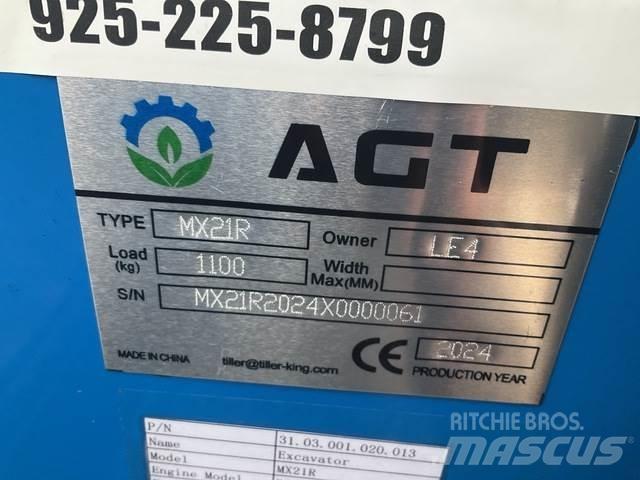 925-225-8799
AGT
TYPE MX21R Owner LE4
Load (kg) 1100 Width Max(MM)
S/N MX21R2024X0000061
MADE IN CHINA tiller@tiller-king.com CE 2024
PRODUCTION YEAR
P/N 31.03.001.020.013
Name Excavator
Model MX21R
Engine Model
RITCHIE BROS.
MASCUS